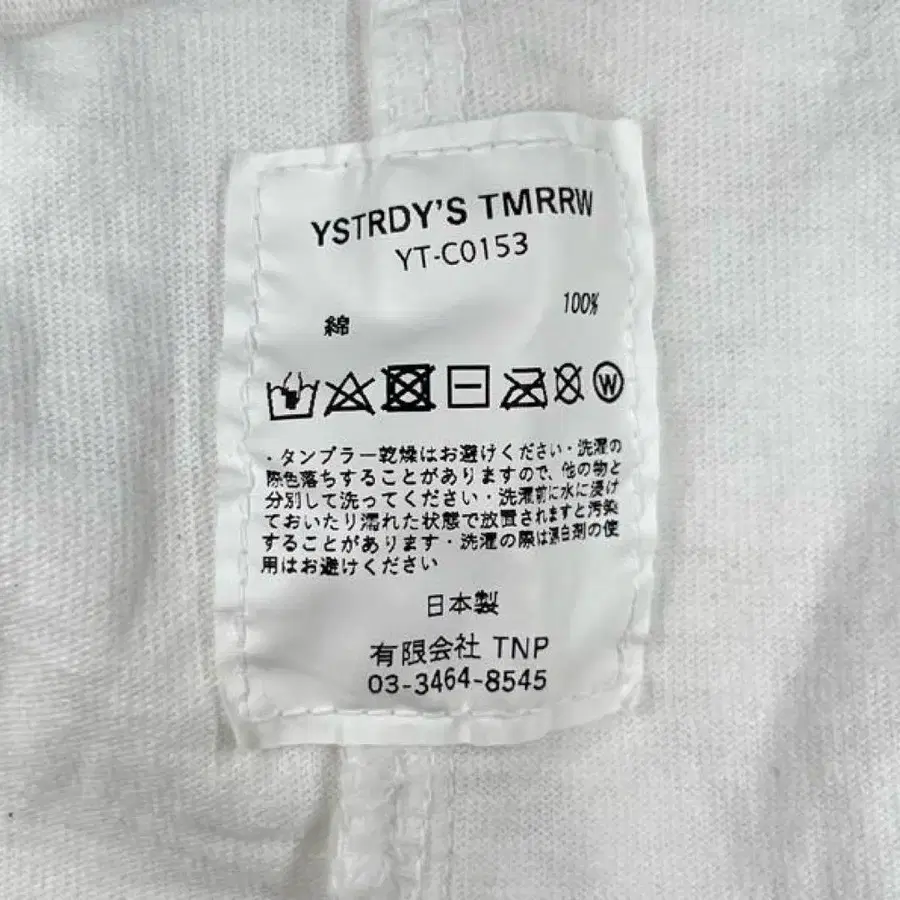 YSTRDY'S TMRRW
YT-C0153
綿 100%
W
・タンブラー乾燥はお避けください・洗濯の
際色落ちすることがありますので、他の物と
分別して洗ってください・洗濯前に水に浸け
ておいたり濡れた状態で放置されますと汚染
することがあります・洗濯の際は漂白剤の使
用はお避けください
日本製
有限会社 TNP
03-3464-8545